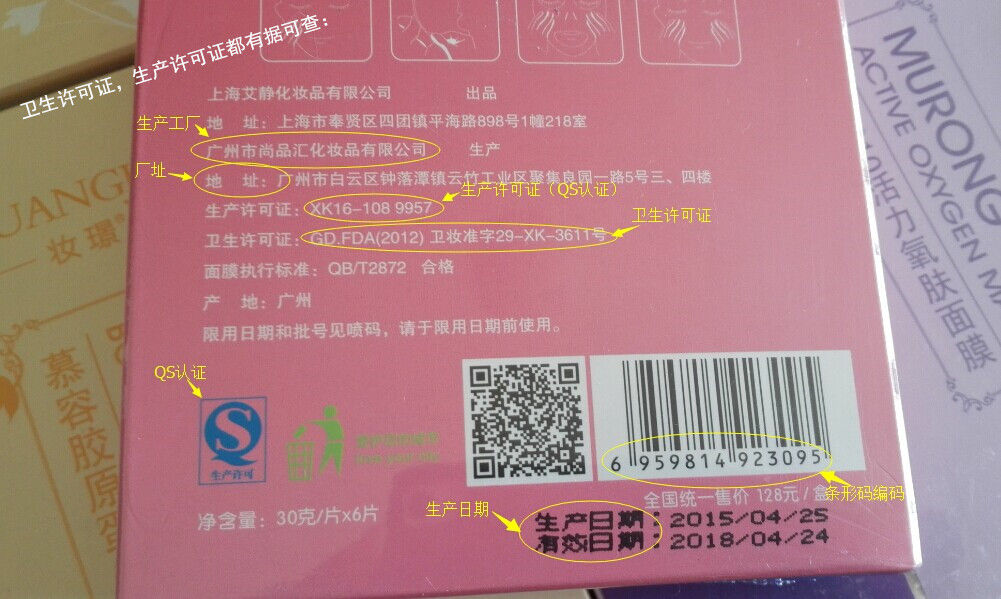 卫生许可证，生产许可证都有据可查：
上海艾静化妆品有限公司 出品
生产工厂
地 址：上海市奉贤区四团镇平海路898号1幢218室
广州市尚品汇化妆品有限公司 生产
厂址
地 址：广州市白云区钟落潭镇云竹工业区聚集良园一路5号三、四楼
生产许可证（QS认证）
生产许可证：XK16-108 9957
卫生许可证
卫生许可证：GD.FDA(2012) 卫妆准字29-XK-3611号
面膜执行标准：QB/T2872 合格
产 地：广州
限用日期和批号见喷码，请于限用日期前使用。
QS认证
生产许可
6 959814 923095
条形码编码
全国统一售价 128元/盒
净含量：30克/片x6片
生产日期
生产日期：2015/04/25
有效日期：2018/04/24
UANGJ
妆璟
慕容胶原蛋
MURONG
ACTIVE OXYGEN MA
活力氧肤面膜